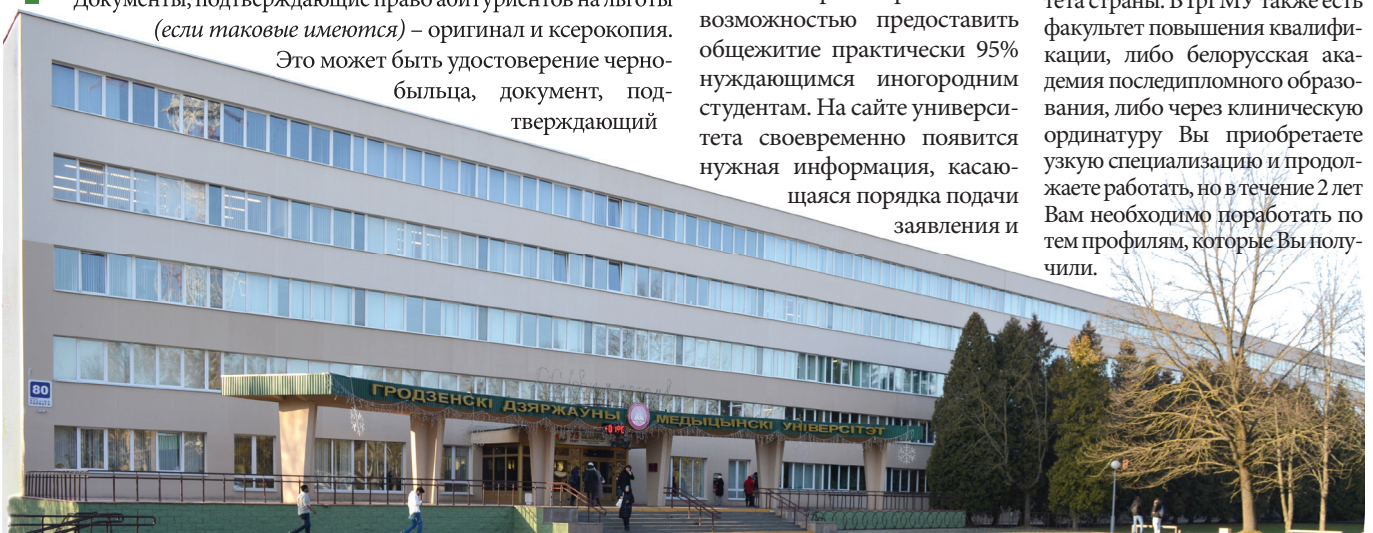 Документы, подтверждающие право абитуриентов на льготы
(если таковые имеются) – оригинал и ксерокопия.
Это может быть удостоверение черно-
быльца, документ, под-
тверждающий
возможностью предоставить
общежитие практически 95%
нуждающимся иногородним
студентам. На сайте универси-
тета своевременно появится
нужная информация, касаю-
щаяся порядка подачи
заявления и
тета страны. В ГрГМУ также есть
факультет повышения квалифи-
кации, либо белорусская ака-
демия последипломного образо-
вания, либо через клиническую
ординатуру Вы приобретаете
узкую специализацию и продол-
жаете работать, но в течение 2 лет
Вам необходимо поработать по
тем профилям, которые Вы полу-
чили.
80
ГРОДЗЕНСКІ ДЗЯРЖАЎНЫ МЕДЫЦЫНСКІ УНІВЕРСІТЭТ